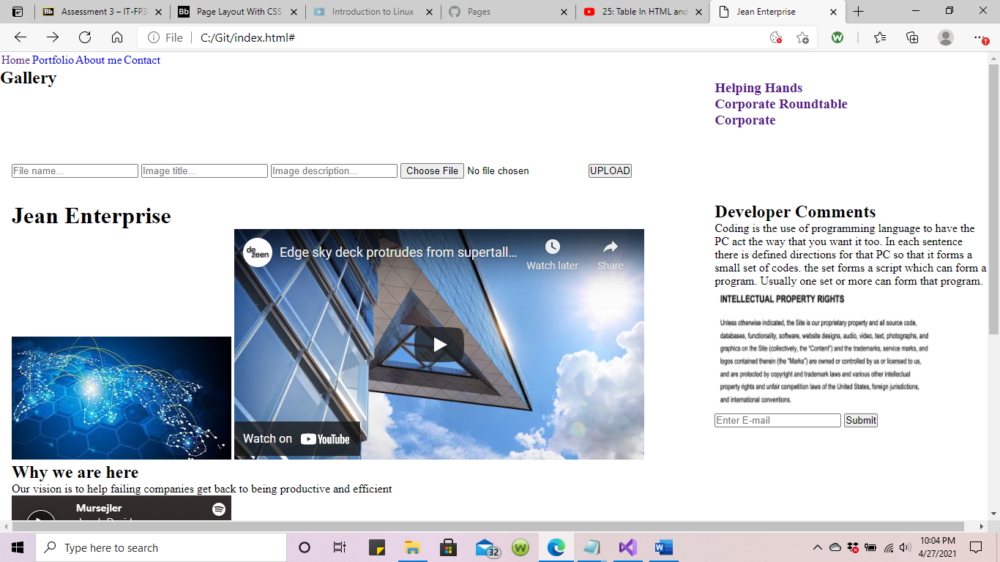 Assessment 3 – IT-FP3
Page Layout With CSS
Introduction to Linux
Pages
25: Table In HTML and
Jean Enterprise
File
C:/Git/index.html#
Home Portfolio About me Contact
Gallery
Helping Hands
Corporate Roundtable
Corporate
File name...
Image title...
Image description...
Choose File No file chosen
UPLOAD
Jean Enterprise
de
zeen
Edge sky deck protrudes from supertall...
Watch later
Share
Watch on YouTube
Why we are here
Our vision is to help failing companies get back to being productive and efficient
Mursejler
Developer Comments
Coding is the use of programming language to have the
PC act the way that you want it too. In each sentence
there is defined directions for that PC so that it forms a
small set of codes. the set forms a script which can form a
program. Usually one set or more can form that program.
INTELLECTUAL PROPERTY RIGHTS
Unless otherwise indicated, the Site is our proprietary property and all source code,
databases, functionality, software, website designs, audio, video, text, photographs, and
graphics on the Site (collectively, the "Content") and the trademarks, service marks, and
logos contained therein (the "Marks") are owned or controlled by us or licensed to us,
and are protected by copyright and trademark laws and various other intellectual
property rights and unfair competition laws of the United States, foreign jurisdictions,
and international conventions.
Enter E-mail
Submit
Type here to search
32
10:04 PM
4/27/2021